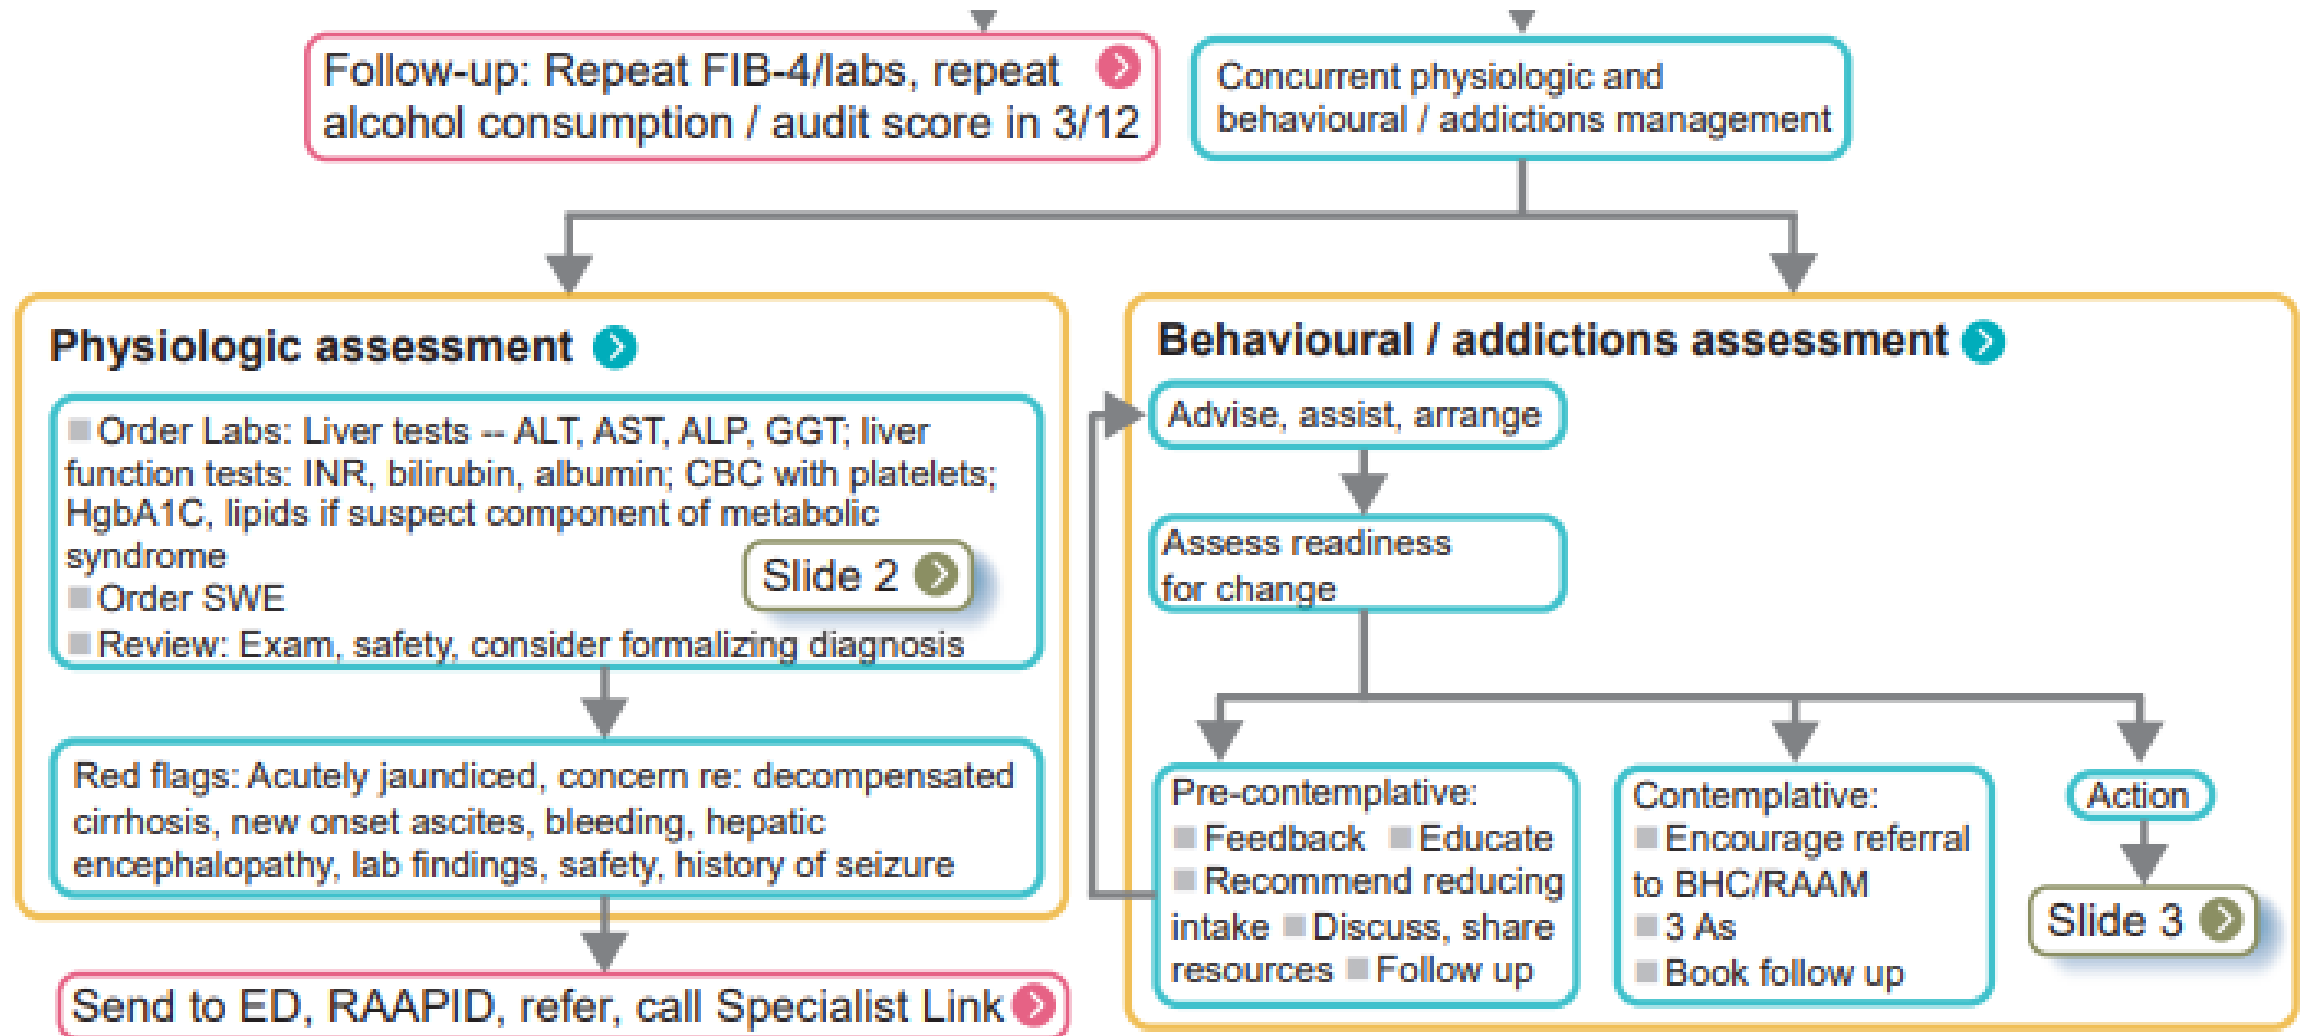 Follow-up: Repeat FIB-4/labs, repeat
alcohol consumption / audit score in 3/12
Concurrent physiologic and
behavioural / addictions management
Physiologic assessment
Order Labs: Liver tests -- ALT, AST, ALP, GGT; liver
function tests: INR, bilirubin, albumin; CBC with platelets;
HgbA1C, lipids if suspect component of metabolic
syndrome
Slide 2
Order SWE
Review: Exam, safety, consider formalizing diagnosis
Red flags: Acutely jaundiced, concern re: decompensated
cirrhosis, new onset ascites, bleeding, hepatic
encephalopathy, lab findings, safety, history of seizure
Send to ED, RAAPID, refer, call Specialist Link
Behavioural / addictions assessment
Advise, assist, arrange
Assess readiness
for change
Pre-contemplative:
Feedback Educate
Recommend reducing
intake Discuss, share
resources Follow up
Contemplative:
Encourage referral
to BHC/RAAM
3 As
Book follow up
Action
Slide 3